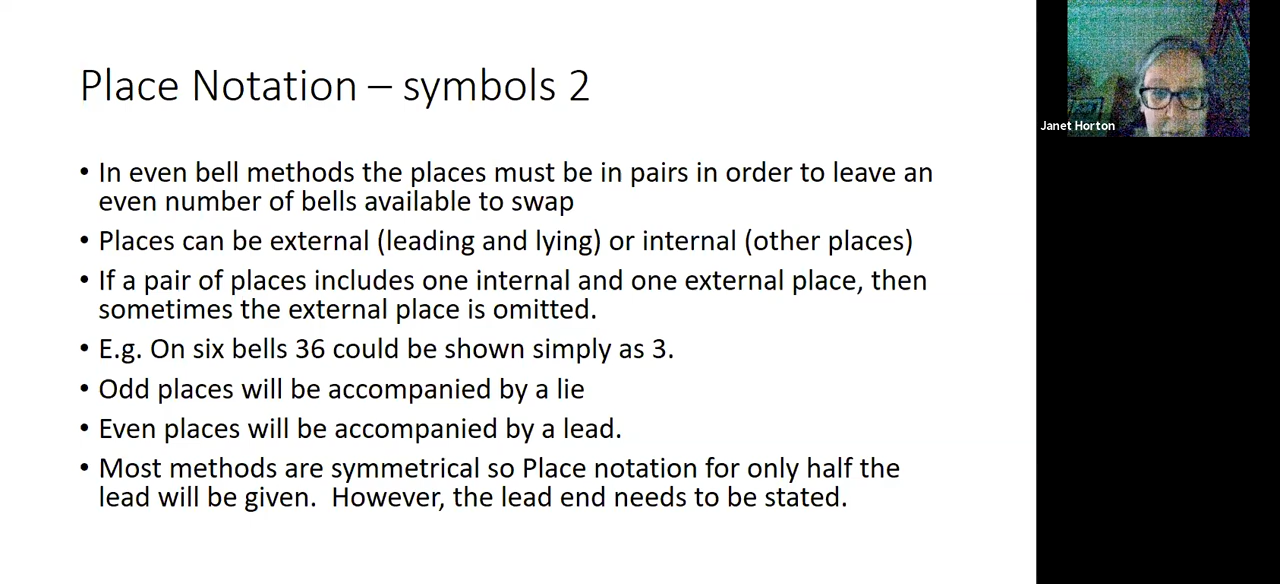 Place Notation – symbols 2
• In even bell methods the places must be in pairs in order to leave an
even number of bells available to swap
• Places can be external (leading and lying) or internal (other places)
• If a pair of places includes one internal and one external place, then
sometimes the external place is omitted.
• E.g. On six bells 36 could be shown simply as 3.
• Odd places will be accompanied by a lie
• Even places will be accompanied by a lead.
• Most methods are symmetrical so Place notation for only half the
lead will be given.  However, the lead end needs to be stated.
Janet Horton